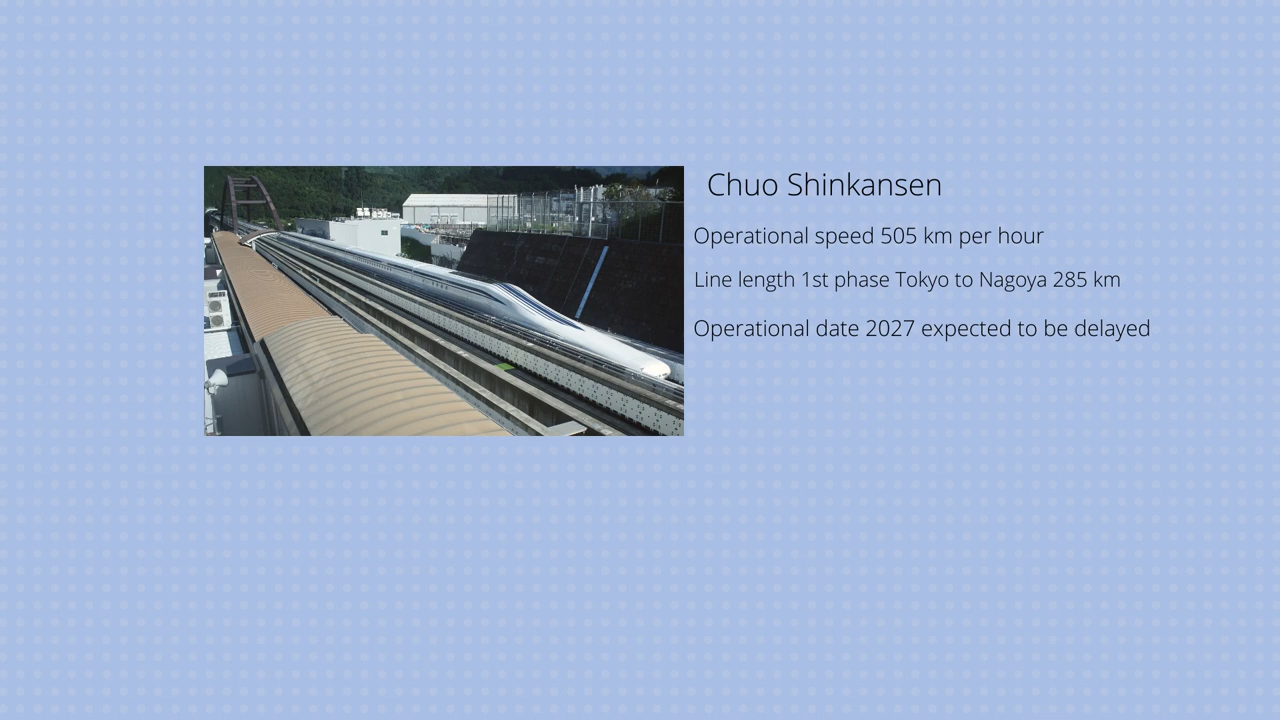 Chuo Shinkansen
Operational speed 505 km per hour
Line length 1st phase Tokyo to Nagoya 285 km
Operational date 2027 expected to be delayed